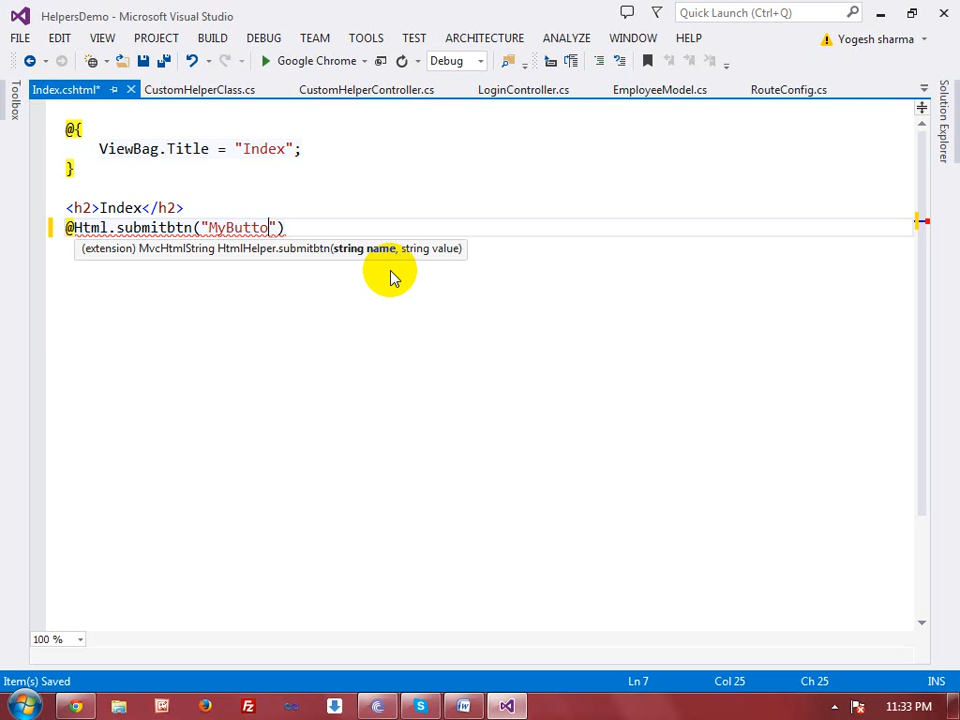 HelpersDemo - Microsoft Visual Studio
Quick Launch (Ctrl+Q)
FILE EDIT VIEW PROJECT BUILD DEBUG TEAM TOOLS TEST ARCHITECTURE ANALYZE WINDOW HELP
Yogesh sharma
Google Chrome
Debug
Index.cshtml* CustomHelperClass.cs CustomHelperController.cs LoginController.cs EmployeeModel.cs RouteConfig.cs
Toolbox
Solution Explorer
@{
ViewBag.Title = "Index";
}
<h2>Index</h2>
@Html.submitbtn("MyButto")
(extension) MvcHtmlString HtmlHelper.submitbtn(string name, string value)
100 %
Item(s) Saved
Ln 7
Col 25
Ch 25
INS
11:33 PM